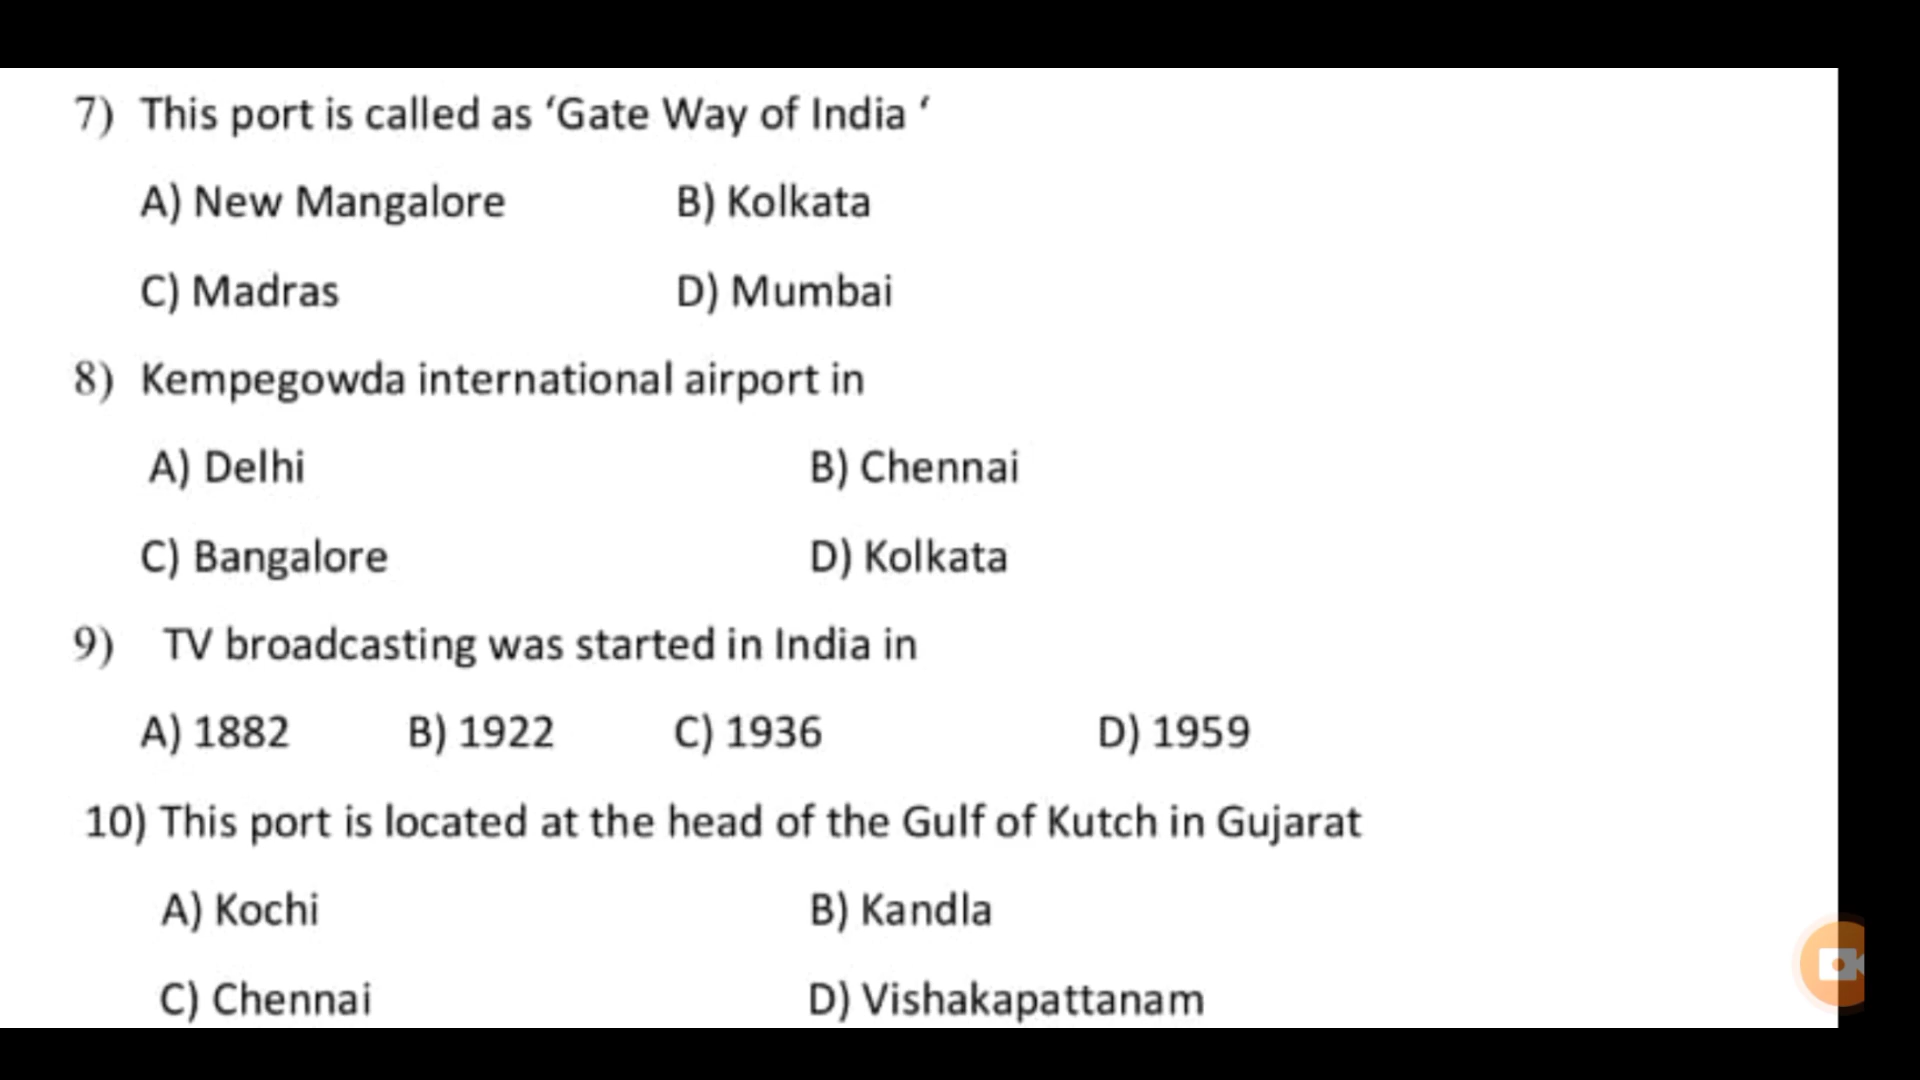 7) This port is called as ‘Gate Way of India ‘
A) New Mangalore B) Kolkata
C) Madras D) Mumbai
8) Kempegowda international airport in
A) Delhi B) Chennai
C) Bangalore D) Kolkata
9) TV broadcasting was started in India in
A) 1882 B) 1922 C) 1936 D) 1959
10) This port is located at the head of the Gulf of Kutch in Gujarat
A) Kochi B) Kandla
C) Chennai D) Vishakapattanam